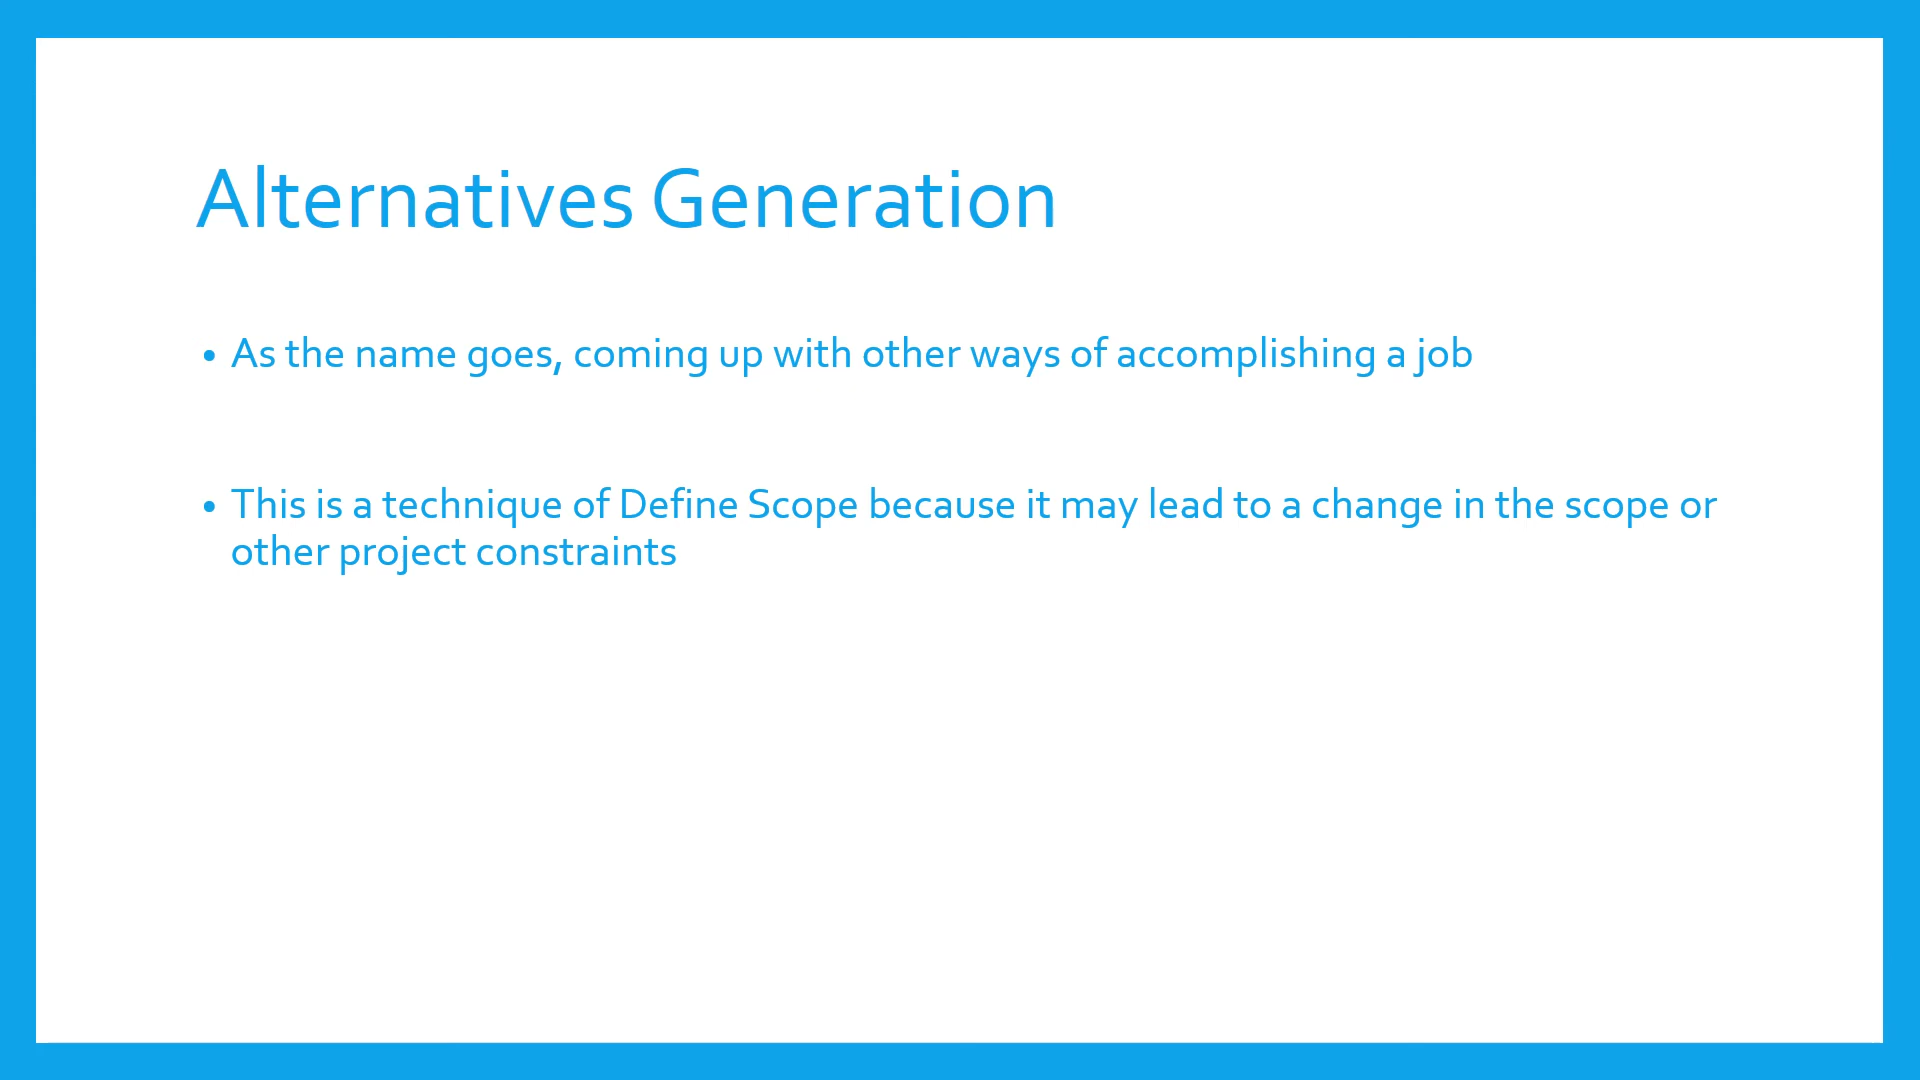 Alternatives Generation
• As the name goes, coming up with other ways of accomplishing a job
• This is a technique of Define Scope because it may lead to a change in the scope or
other project constraints